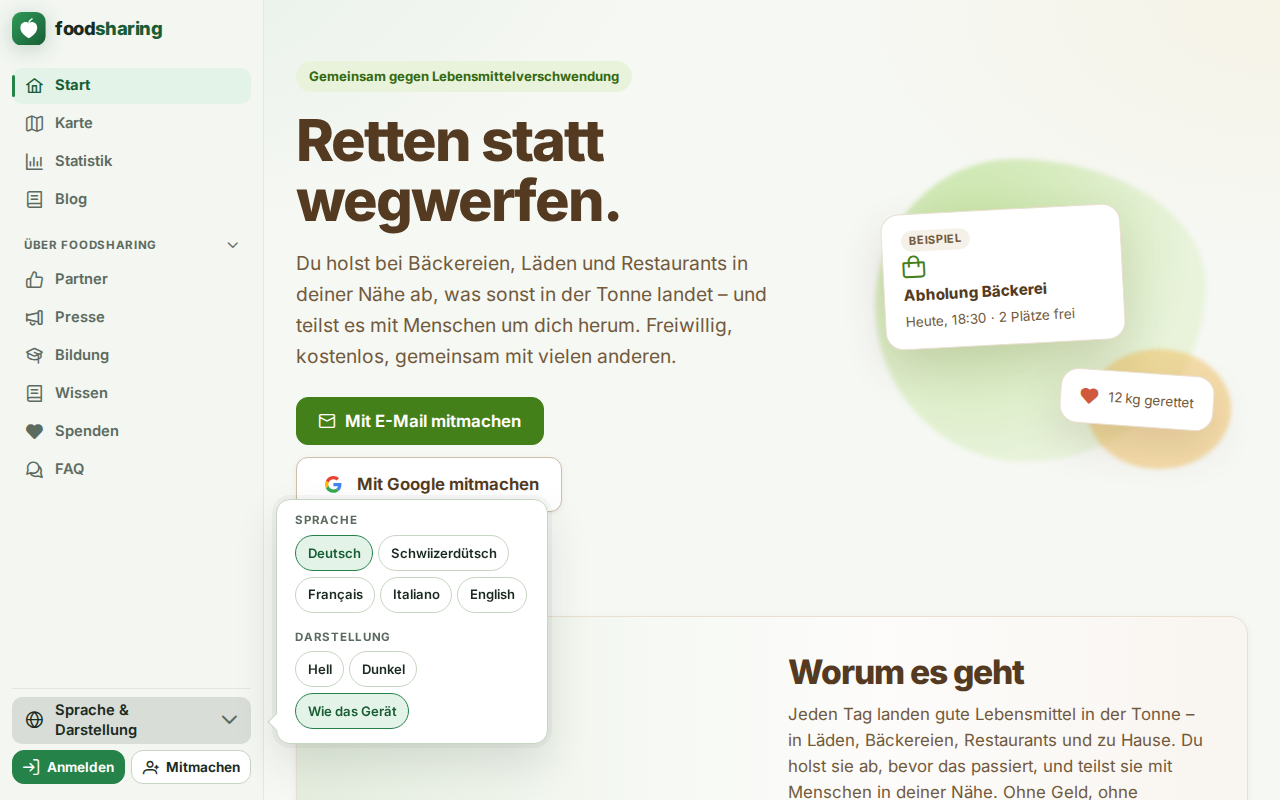 foodsharing
Start
Karte
Statistik
Blog
ÜBER FOODSHARING
Partner
Presse
Bildung
Wissen
Spenden
FAQ
Sprache &
Darstellung
Anmelden
Mitmachen
Gemeinsam gegen Lebensmittelverschwendung
Retten statt
wegwerfen.
Du holst bei Bäckereien, Läden und Restaurants in
deiner Nähe ab, was sonst in der Tonne landet – und
teilst es mit Menschen um dich herum. Freiwillig,
kostenlos, gemeinsam mit vielen anderen.
Mit E-Mail mitmachen
Mit Google mitmachen
SPRACHE
Deutsch
Schwiizerdütsch
Français
Italiano
English
DARSTELLUNG
Hell
Dunkel
Wie das Gerät
BEISPIEL
Abholung Bäckerei
Heute, 18:30 · 2 Plätze frei
12 kg gerettet
Worum es geht
Jeden Tag landen gute Lebensmittel in der Tonne –
in Läden, Bäckereien, Restaurants und zu Hause. Du
holst sie ab, bevor das passiert, und teilst sie mit
Menschen in deiner Nähe. Ohne Geld, ohne